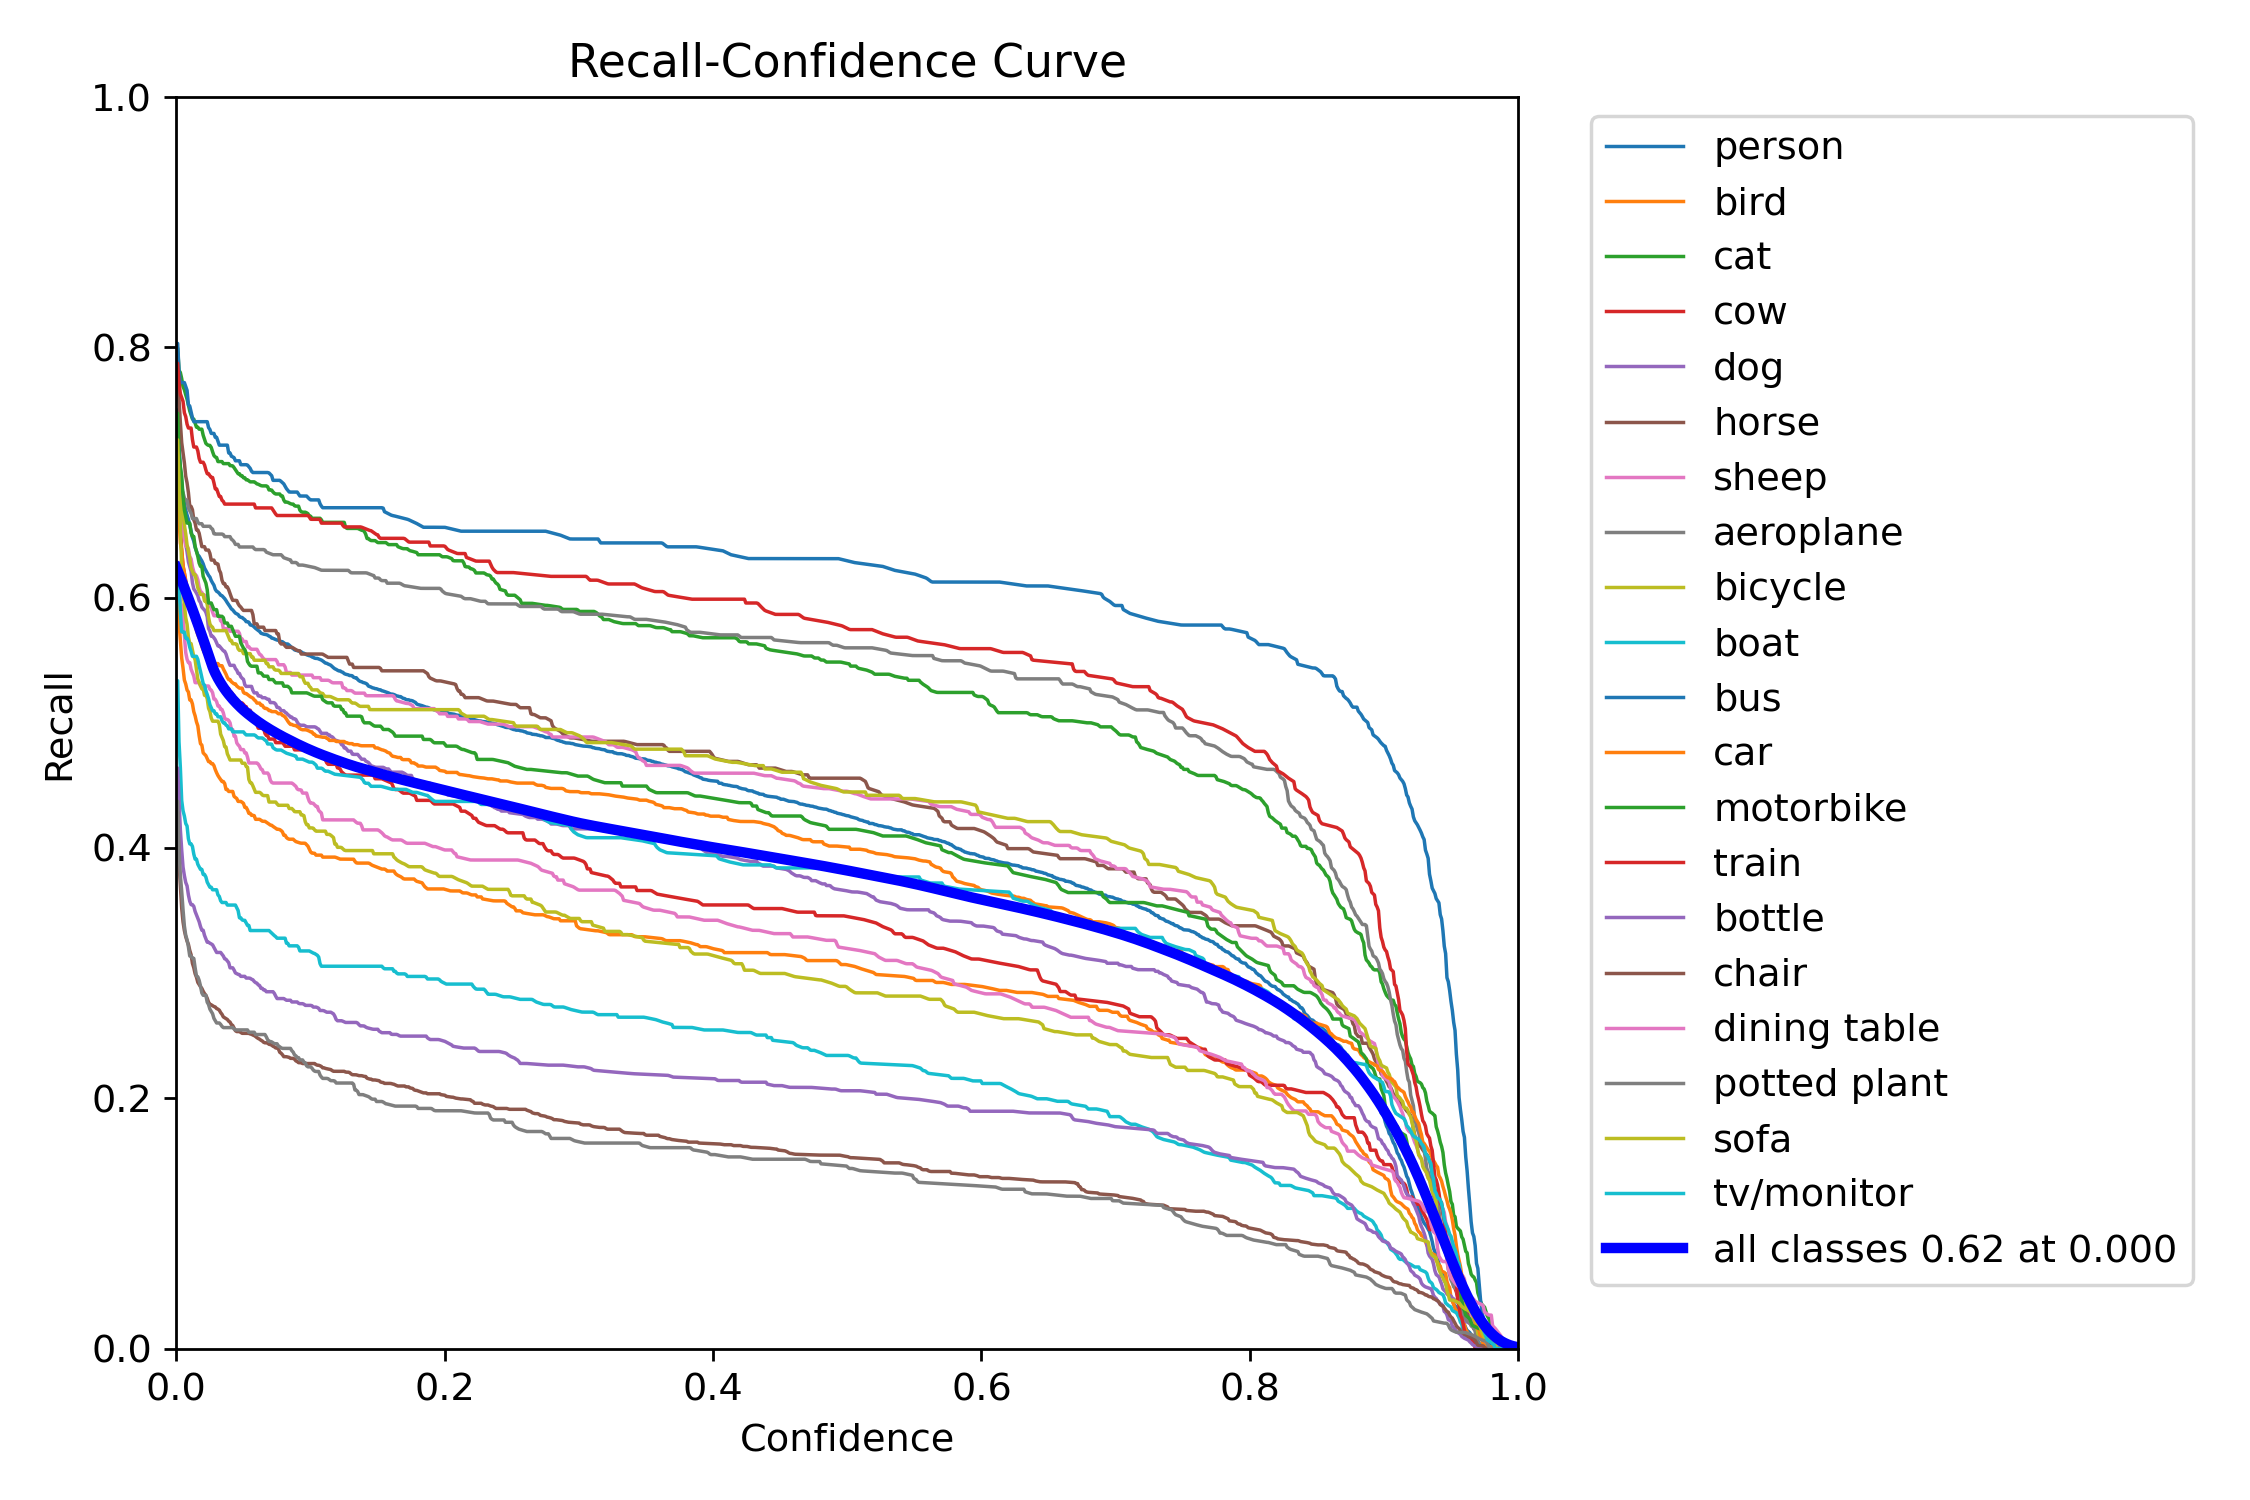 Recall-Confidence Curve
1.0
0.8
0.6
0.4
0.2
0.0
Recall
0.0 0.2 0.4 0.6 0.8 1.0
Confidence
person
bird
cat
cow
dog
horse
sheep
aeroplane
bicycle
boat
bus
car
motorbike
train
bottle
chair
dining table
potted plant
sofa
tv/monitor
all classes 0.62 at 0.000